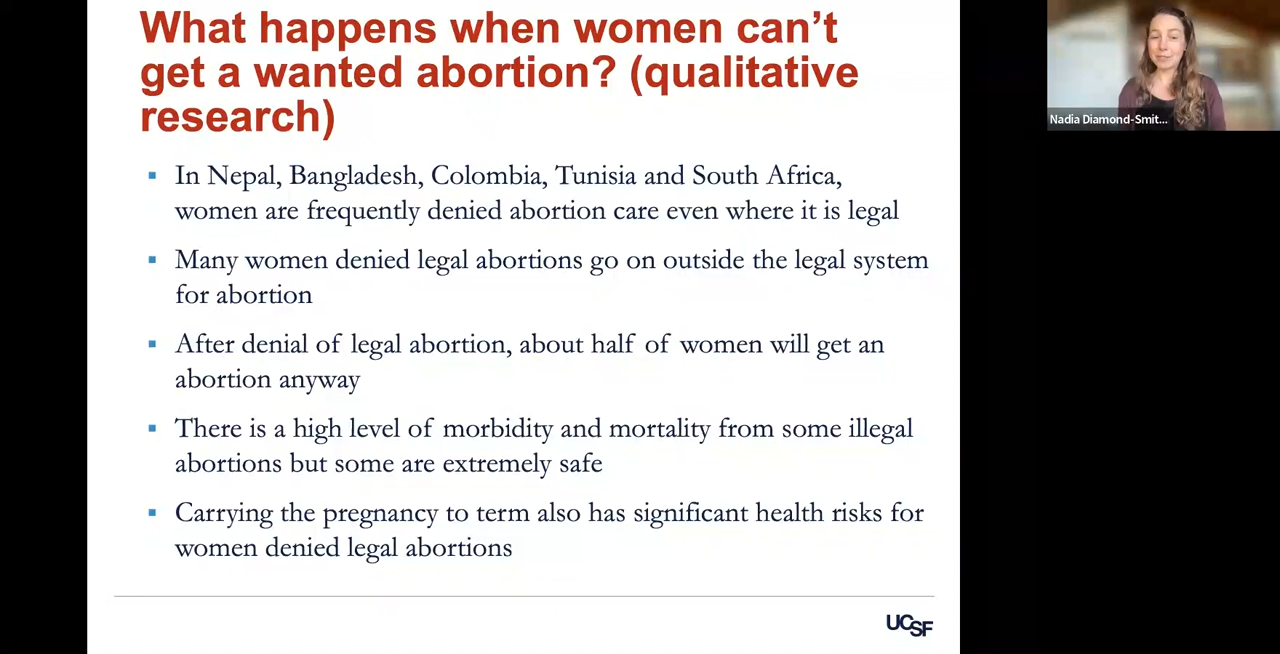 What happens when women can't
get a wanted abortion? (qualitative
research)
▪ In Nepal, Bangladesh, Colombia, Tunisia and South Africa,
women are frequently denied abortion care even where it is legal
▪ Many women denied legal abortions go on outside the legal system
for abortion
▪ After denial of legal abortion, about half of women will get an
abortion anyway
▪ There is a high level of morbidity and mortality from some illegal
abortions but some are extremely safe
▪ Carrying the pregnancy to term also has significant health risks for
women denied legal abortions
UCSF
Nadia Diamond-Smit...